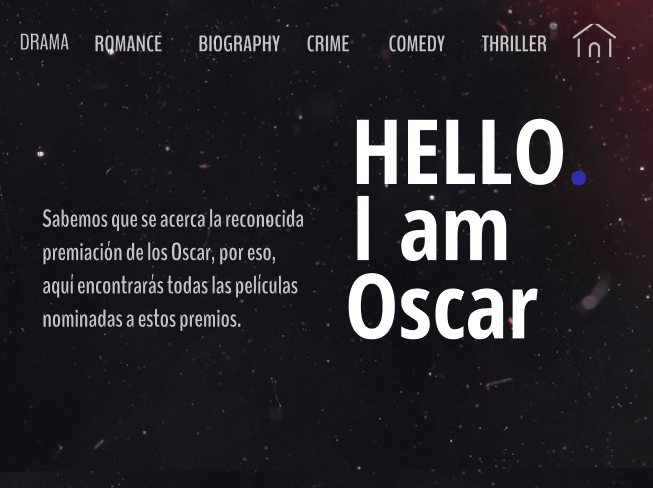 DRAMA ROMANCE BIOGRAPHY CRIME COMEDY THRILLER
HELLO.
I am
Oscar
Sabemos que se acerca la reconocida
premiación de los Oscar, por eso,
aquí encontrarás todas las películas
nominadas a estos premios.